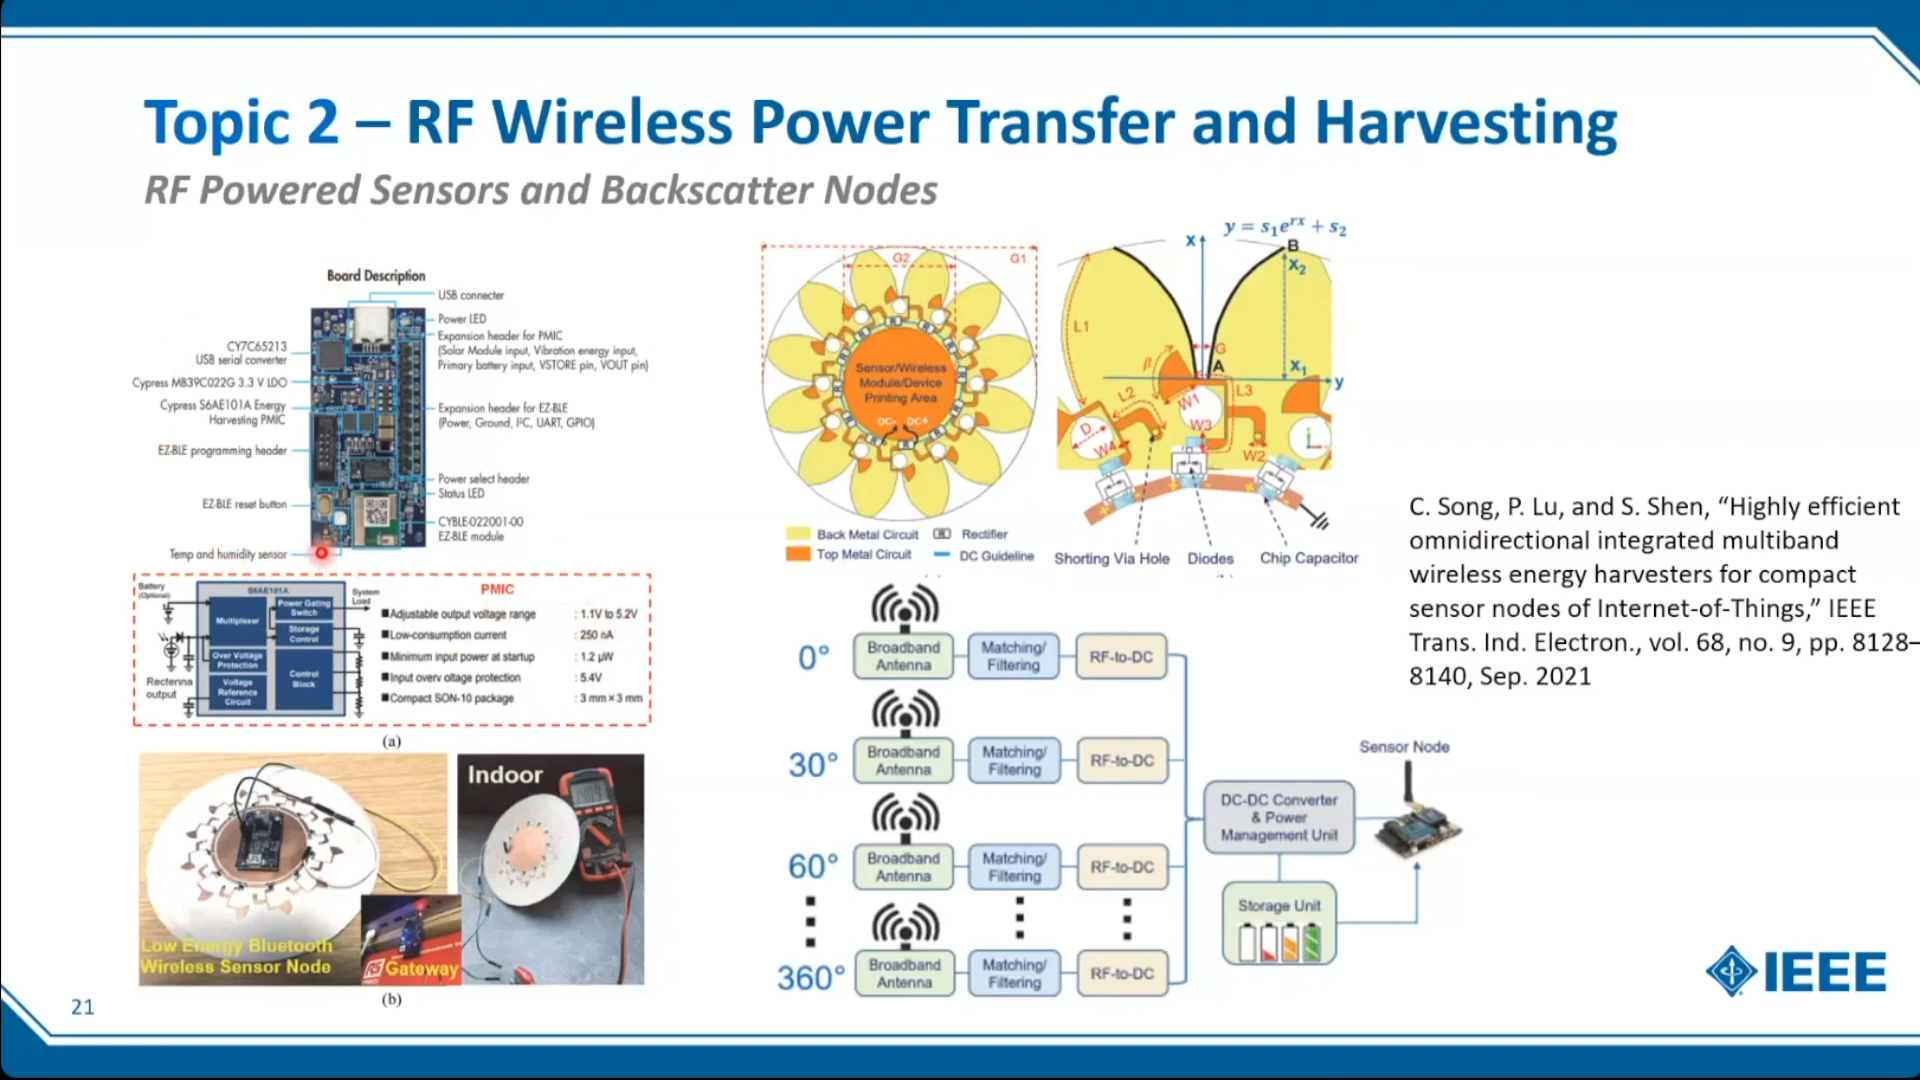 Topic 2 – RF Wireless Power Transfer and Harvesting
RF Powered Sensors and Backscatter Nodes
Board Description
USB connecter
Power LED
Expansion header for PMIC
(Solar Module input, Vibration energy input,
Primary battery input, VSTORE pin, VOUT pin)
CY7C65213
USB serial converter
Cypress MB39C022G 3.3 V LDO
Cypress S6AE101A Energy
Harvesting PMIC
Expansion header for EZ-BLE
(Power, Ground, I²C, UART, GPIO)
EZ-BLE programming header
Power select header
Status LED
EZ-BLE reset button
CYBLE-022001-00
EZ-BLE module
Temp and humidity sensor
Battery
(Optional)
S6AE101A
System
Load
Multiplexer
Power Gating
Switch
Storage
Control
Over Voltage
Protection
Control
Block
Voltage
Reference
Circuit
Rectenna
output
PMIC
■Adjustable output voltage range : 1.1V to 5.2V
■Low-consumption current : 250 nA
■Minimum input power at startup : 1.2 μW
■Input overv oltage protection : 5.4V
■Compact SON-10 package : 3 mm × 3 mm
(a)
Low Energy Bluetooth
Wireless Sensor Node
Gateway
Indoor
(b)
G2
G1
Sensor/Wireless
Module/Device
Printing Area
DC- DC+
Back Metal Circuit
Rectifier
Top Metal Circuit
DC Guideline
y = s₁eʳˣ + s₂
x
B
X₂
L1
G
A
β
X₁
y
L2
W1
L3
D
W4
W3
W2
Shorting Via Hole
Diodes
Chip Capacitor
0°
Broadband
Antenna
Matching/
Filtering
RF-to-DC
30°
Broadband
Antenna
Matching/
Filtering
RF-to-DC
60°
Broadband
Antenna
Matching/
Filtering
RF-to-DC
360°
Broadband
Antenna
Matching/
Filtering
RF-to-DC
DC-DC Converter
& Power
Management Unit
Storage Unit
Sensor Node
C. Song, P. Lu, and S. Shen, “Highly efficient
omnidirectional integrated multiband
wireless energy harvesters for compact
sensor nodes of Internet-of-Things,” IEEE
Trans. Ind. Electron., vol. 68, no. 9, pp. 8128–
8140, Sep. 2021
IEEE
21